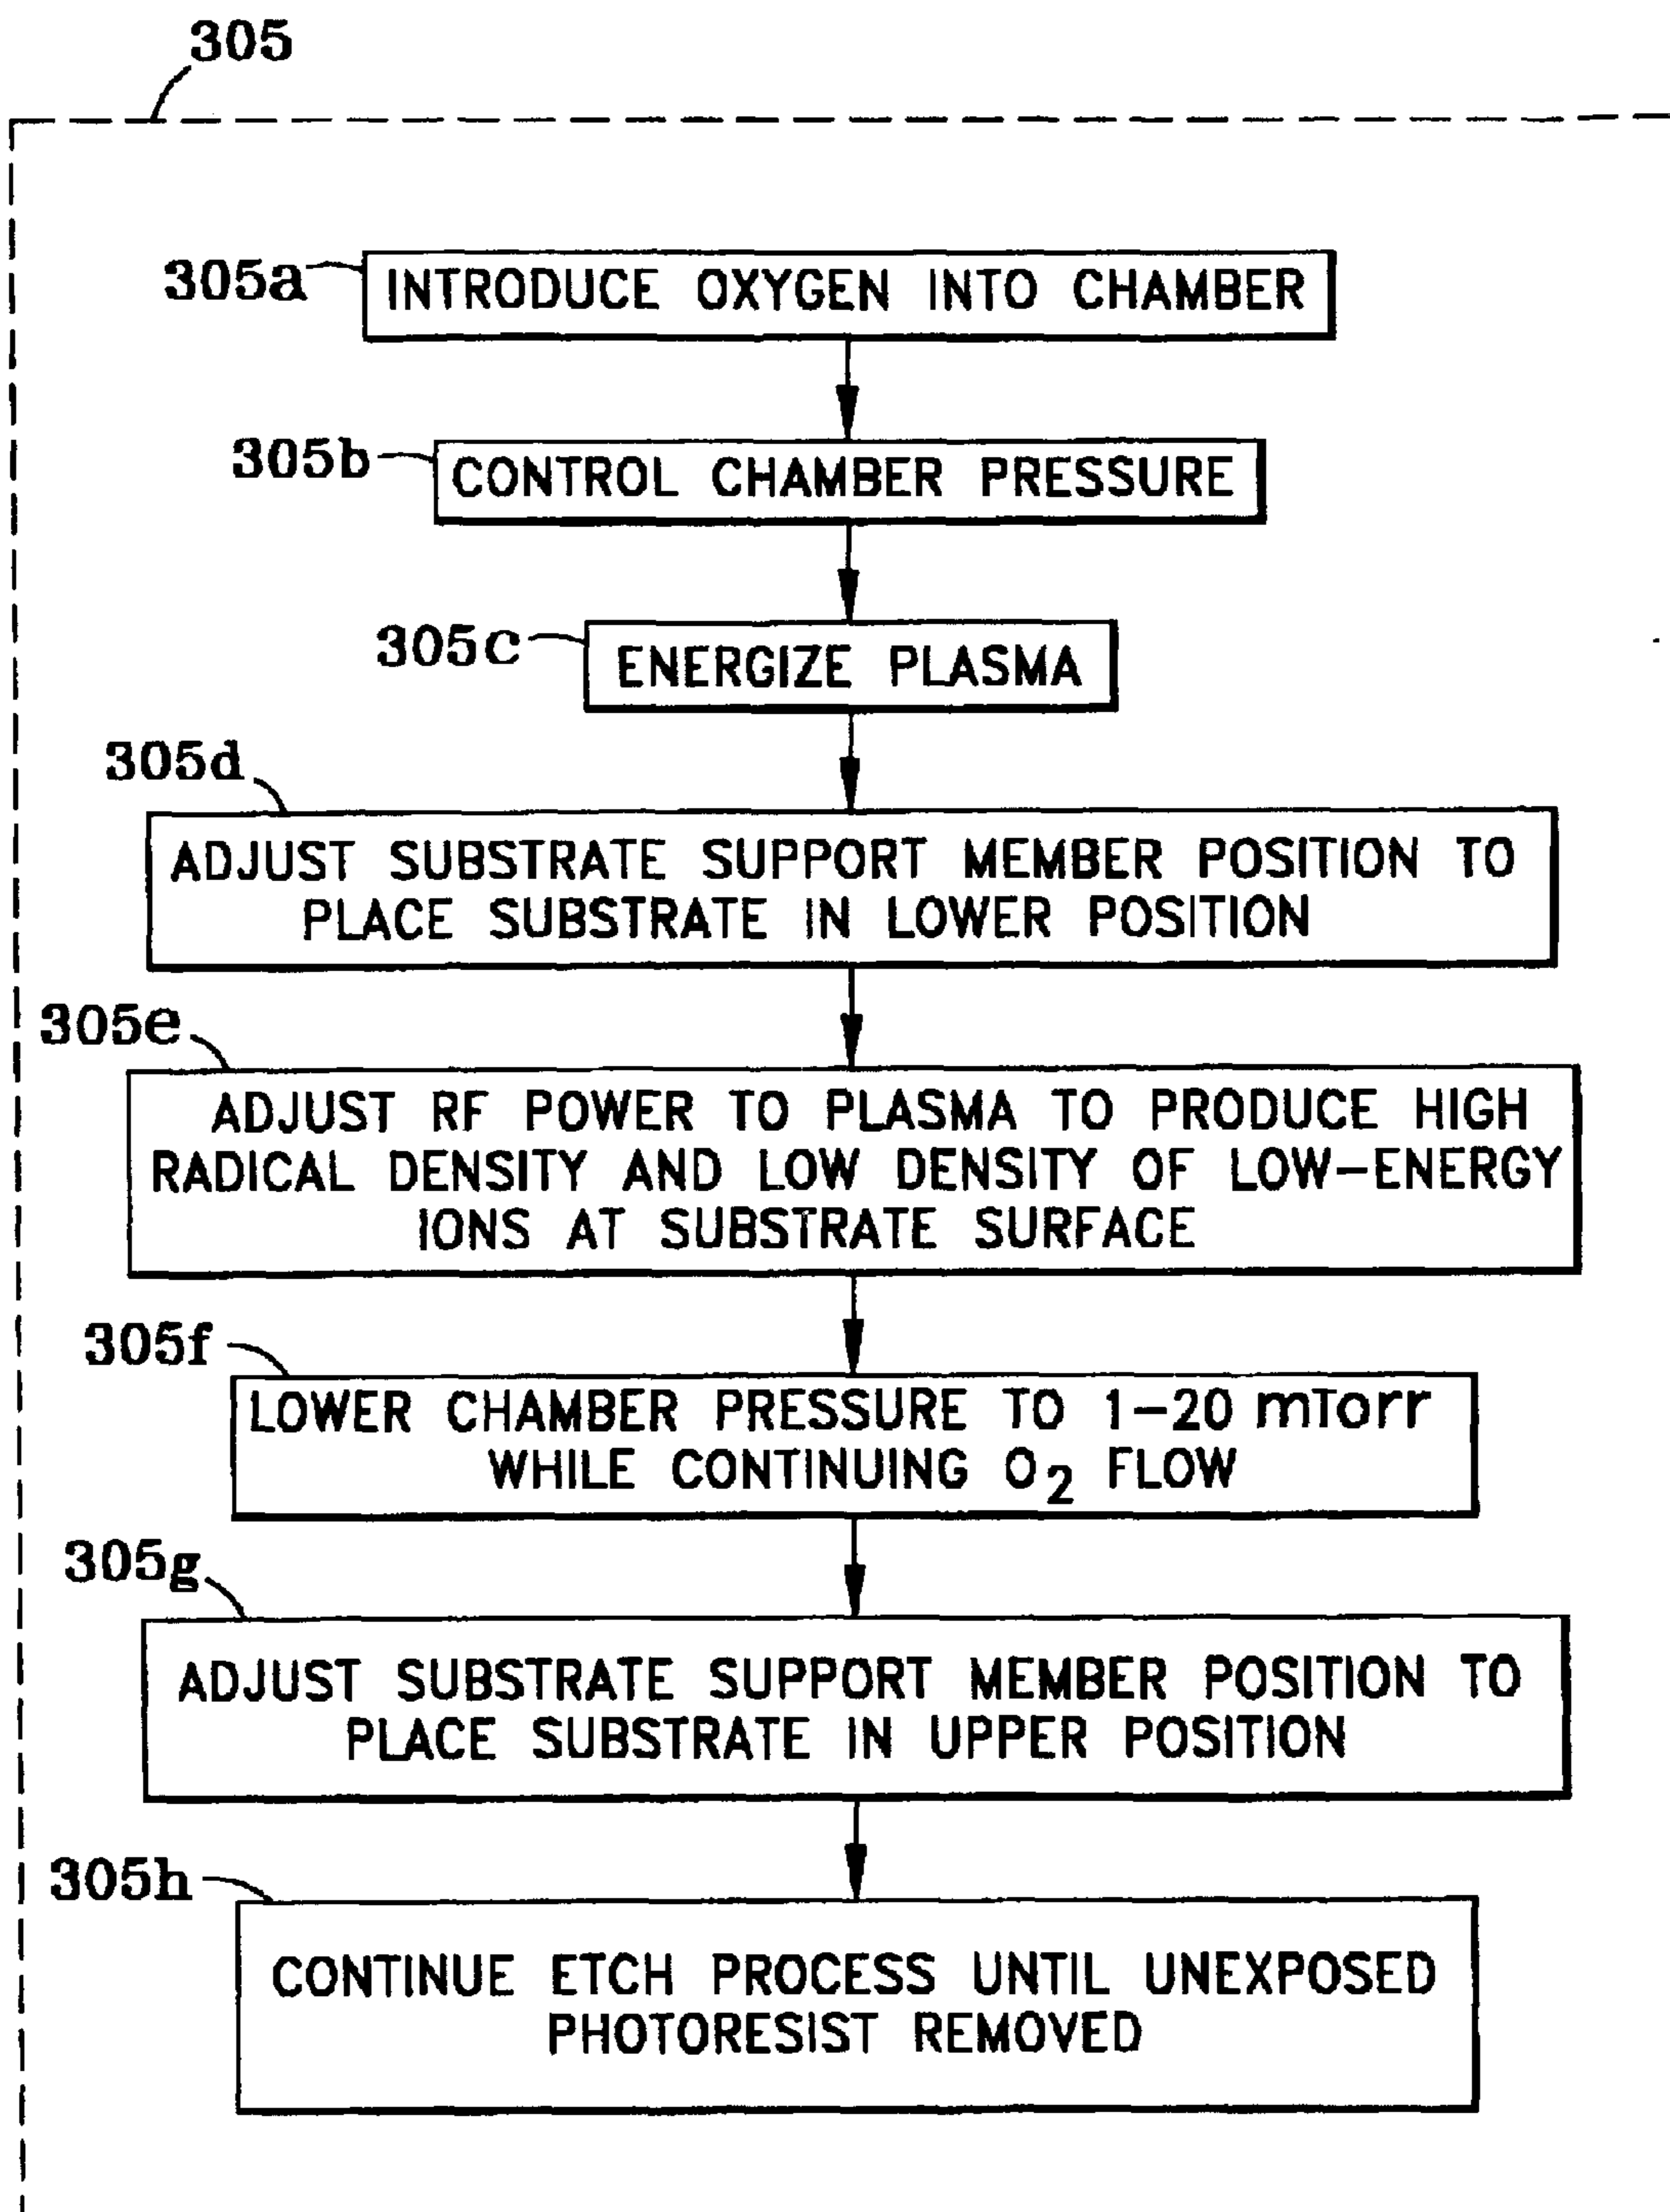 305
305a
INTRODUCE OXYGEN INTO CHAMBER
305b
CONTROL CHAMBER PRESSURE
305c
ENERGIZE PLASMA
305d
ADJUST SUBSTRATE SUPPORT MEMBER POSITION TO
PLACE SUBSTRATE IN LOWER POSITION
305e
ADJUST RF POWER TO PLASMA TO PRODUCE HIGH
RADICAL DENSITY AND LOW DENSITY OF LOW-ENERGY
IONS AT SUBSTRATE SURFACE
305f
LOWER CHAMBER PRESSURE TO 1-20 mTorr
WHILE CONTINUING O₂ FLOW
305g
ADJUST SUBSTRATE SUPPORT MEMBER POSITION TO
PLACE SUBSTRATE IN UPPER POSITION
305h
CONTINUE ETCH PROCESS UNTIL UNEXPOSED
PHOTORESIST REMOVED